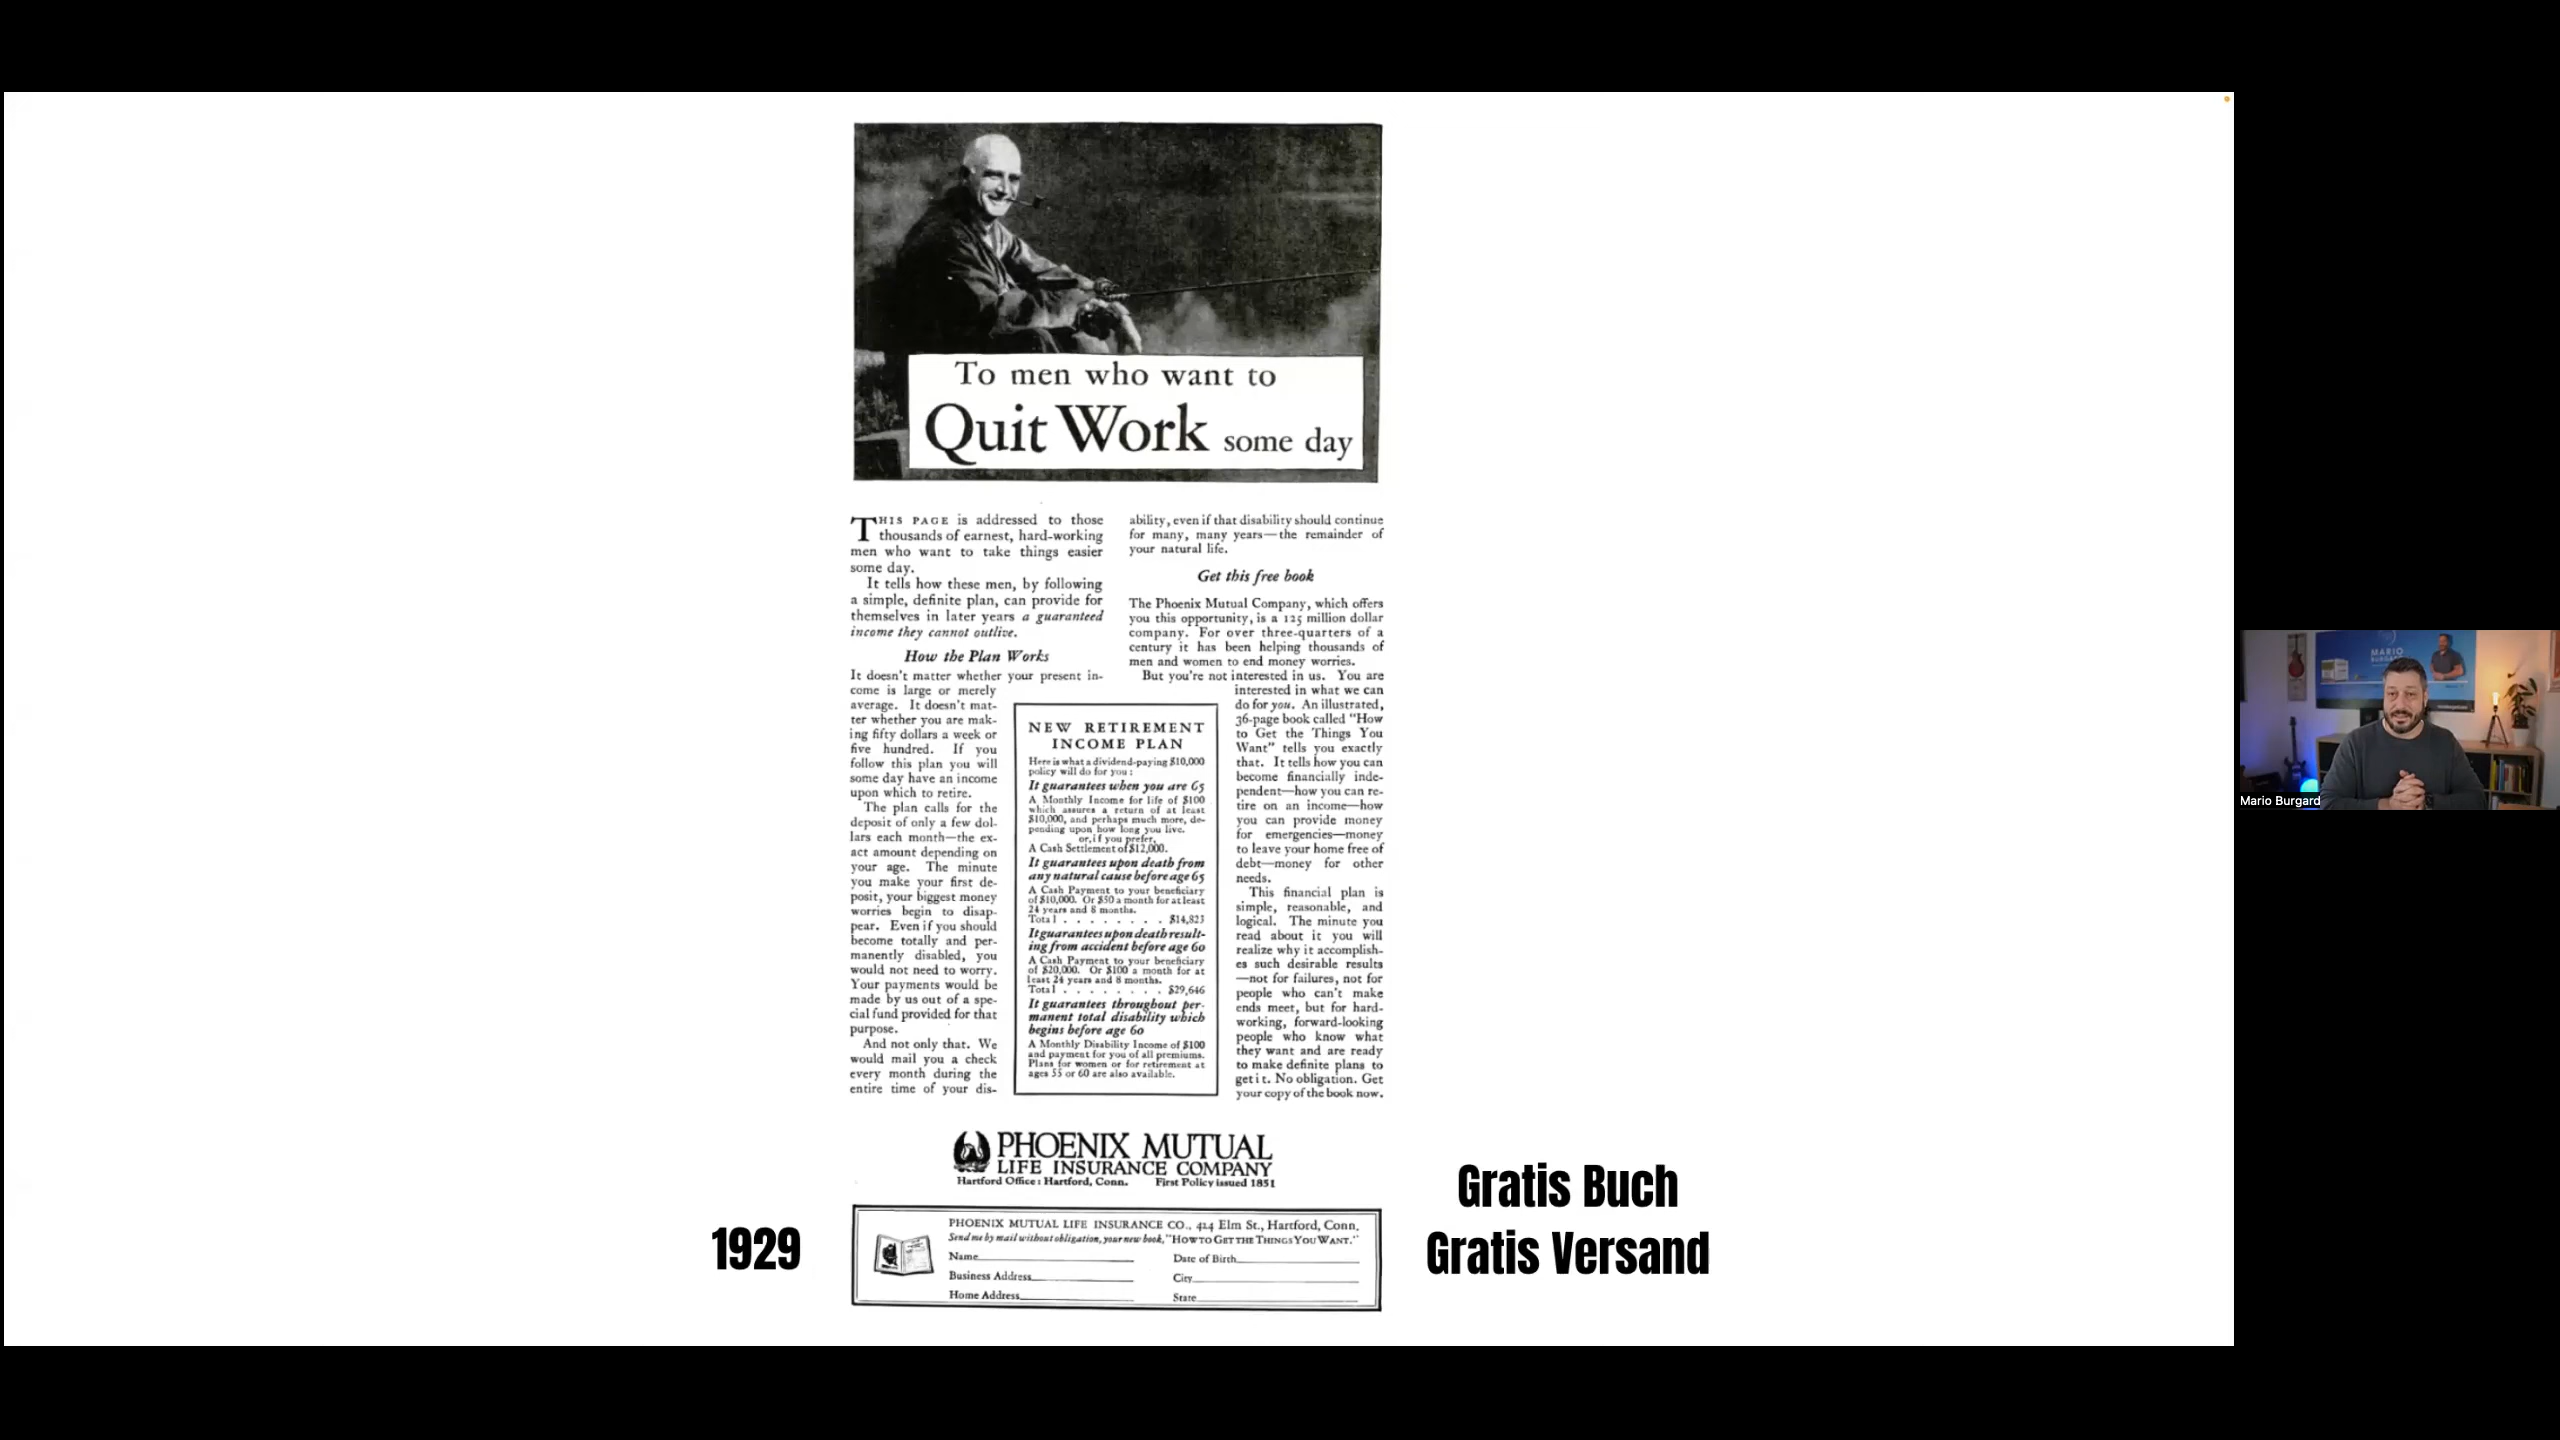 To men who want to
Quit Work some day
THIS PAGE is addressed to those
thousands of earnest, hard-working
men who want to take things easier
some day.
It tells how these men, by following
a simple, definite plan, can provide for
themselves in later years a guaranteed
income they cannot outlive.
How the Plan Works
It doesn't matter whether your present in-
come is large or merely
average. It doesn't mat-
ter whether you are mak-
ing fifty dollars a week or
five hundred. If you
follow this plan you will
some day have an income
upon which to retire.
The plan calls for the
deposit of only a few dol-
lars each month—the ex-
act amount depending on
your age. The minute
you make your first de-
posit, your biggest money
worries begin to disap-
pear. Even if you should
become totally and per-
manently disabled, you
would not need to worry.
Your payments would be
made by us out of a spe-
cial fund provided for that
purpose.
And not only that. We
would mail you a check
every month during the
entire time of your dis-
ability, even if that disability should continue
for many, many years—the remainder of
your natural life.
Get this free book
The Phoenix Mutual Company, which offers
you this opportunity, is a 125 million dollar
company. For over three-quarters of a
century it has been helping thousands of
men and women to end money worries.
But you're not interested in us. You are
interested in what we can
do for you. An illustrated,
36-page book called "How
to Get the Things You
Want" tells you exactly
that. It tells how you can
become financially inde-
pendent—how you can re-
tire on an income—how
you can provide money
for emergencies—money
to leave your home free of
debt—money for other
needs.
This financial plan is
simple, reasonable, and
logical. The minute you
read about it you will
realize why it accomplish-
es such desirable results
—not for failures, not for
people who can't make
ends meet, but for hard-
working, forward-looking
people who know what
they want and are ready
to make definite plans to
get it. No obligation. Get
your copy of the book now.
NEW RETIREMENT
INCOME PLAN
Here is what a dividend-paying $10,000
policy will do for you:
It guarantees when you are 65
A Monthly Income for life of $100
which assures a return of at least
$10,000, and perhaps much more, de-
pending upon how long you live.
or, if you prefer,
A Cash Settlement of $12,000.
It guarantees upon death from
any natural cause before age 65
A Cash Payment to your beneficiary
of $10,000. Or $50 a month for at least
24 years and 8 months.
Total . . . . . . . . $14,823
It guarantees upon death result-
ing from accident before age 60
A Cash Payment to your beneficiary
of $20,000. Or $100 a month for at
least 24 years and 8 months.
Total . . . . . . . . $29,646
It guarantees throughout per-
manent total disability which
begins before age 60
A Monthly Disability Income of $100
and payment for you of all premiums.
Plans for women or for retirement at
ages 55 or 60 are also available.
PHOENIX MUTUAL
LIFE INSURANCE COMPANY
Hartford Office: Hartford, Conn. First Policy issued 1851
PHOENIX MUTUAL LIFE INSURANCE CO., 414 Elm St., Hartford, Conn.
Send me by mail without obligation, your new book, "HOW TO GET THE THINGS YOU WANT."
Name Date of Birth
Business Address City
Home Address State
1929
Gratis Buch
Gratis Versand
MARIO
Mario Burgard